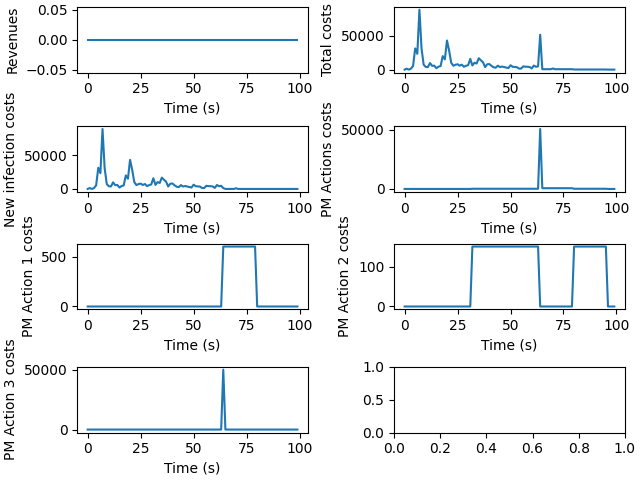 Revenues
0.05
0.00
−0.05
0 25 50 75 100
Time (s)
Total costs
50000
0
0 25 50 75 100
Time (s)
New infection costs
50000
0
0 25 50 75 100
Time (s)
PM Actions costs
50000
0
0 25 50 75 100
Time (s)
PM Action 1 costs
500
0
0 25 50 75 100
Time (s)
PM Action 2 costs
100
0
0 25 50 75 100
Time (s)
PM Action 3 costs
50000
0
0 25 50 75 100
Time (s)
1.0
0.5
0.0
0.0 0.2 0.4 0.6 0.8 1.0